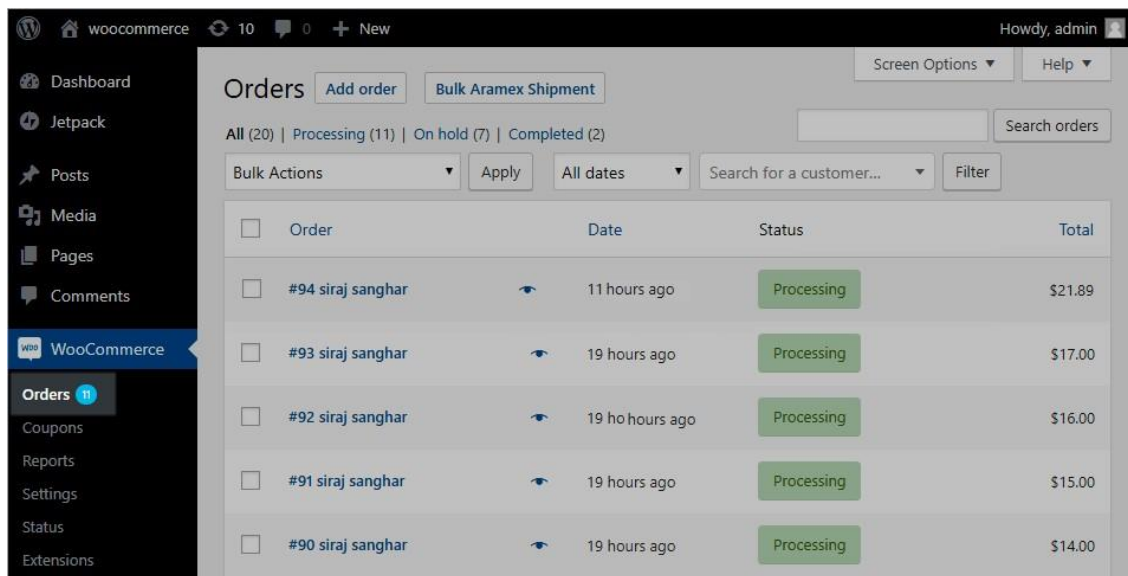 woocommerce 10 0 + New Howdy, admin
Screen Options ▼ Help ▼
Dashboard
Jetpack
Posts
Media
Pages
Comments
WOO WooCommerce
Orders 11
Coupons
Reports
Settings
Status
Extensions
Orders Add order Bulk Aramex Shipment
All (20) | Processing (11) | On hold (7) | Completed (2) Search orders
Bulk Actions ▼ Apply All dates ▼ Search for a customer... ▼ Filter
Order Date Status Total
#94 siraj sanghar 11 hours ago Processing $21.89
#93 siraj sanghar 19 hours ago Processing $17.00
#92 siraj sanghar 19 ho hours ago Processing $16.00
#91 siraj sanghar 19 hours ago Processing $15.00
#90 siraj sanghar 19 hours ago Processing $14.00